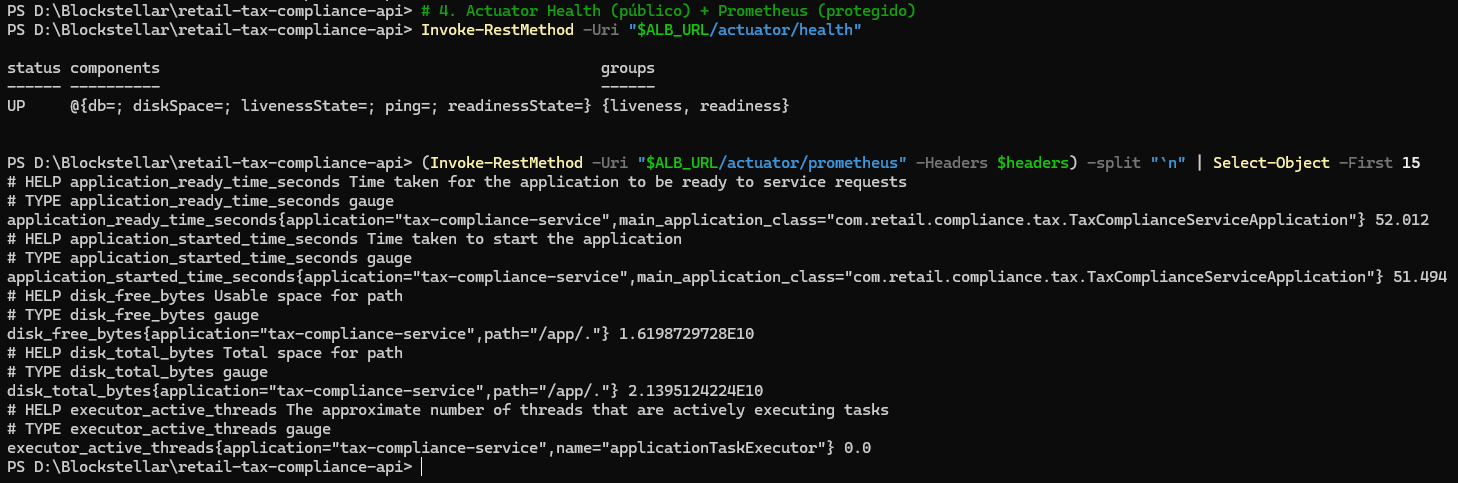 PS D:\Blockstellar\retail-tax-compliance-api> # 4. Actuator Health (público) + Prometheus (protegido)
PS D:\Blockstellar\retail-tax-compliance-api> Invoke-RestMethod -Uri "$ALB_URL/actuator/health"
status components groups
------ ---------- ------
UP @{db=; diskSpace=; livenessState=; ping=; readinessState=} {liveness, readiness}
PS D:\Blockstellar\retail-tax-compliance-api> (Invoke-RestMethod -Uri "$ALB_URL/actuator/prometheus" -Headers $headers) -split "`n" | Select-Object -First 15
# HELP application_ready_time_seconds Time taken for the application to be ready to service requests
# TYPE application_ready_time_seconds gauge
application_ready_time_seconds{application="tax-compliance-service",main_application_class="com.retail.compliance.tax.TaxComplianceServiceApplication"} 52.012
# HELP application_started_time_seconds Time taken to start the application
# TYPE application_started_time_seconds gauge
application_started_time_seconds{application="tax-compliance-service",main_application_class="com.retail.compliance.tax.TaxComplianceServiceApplication"} 51.494
# HELP disk_free_bytes Usable space for path
# TYPE disk_free_bytes gauge
disk_free_bytes{application="tax-compliance-service",path="/app/."} 1.6198729728E10
# HELP disk_total_bytes Total space for path
# TYPE disk_total_bytes gauge
disk_total_bytes{application="tax-compliance-service",path="/app/."} 2.1395124224E10
# HELP executor_active_threads The approximate number of threads that are actively executing tasks
# TYPE executor_active_threads gauge
executor_active_threads{application="tax-compliance-service",name="applicationTaskExecutor"} 0.0
PS D:\Blockstellar\retail-tax-compliance-api>